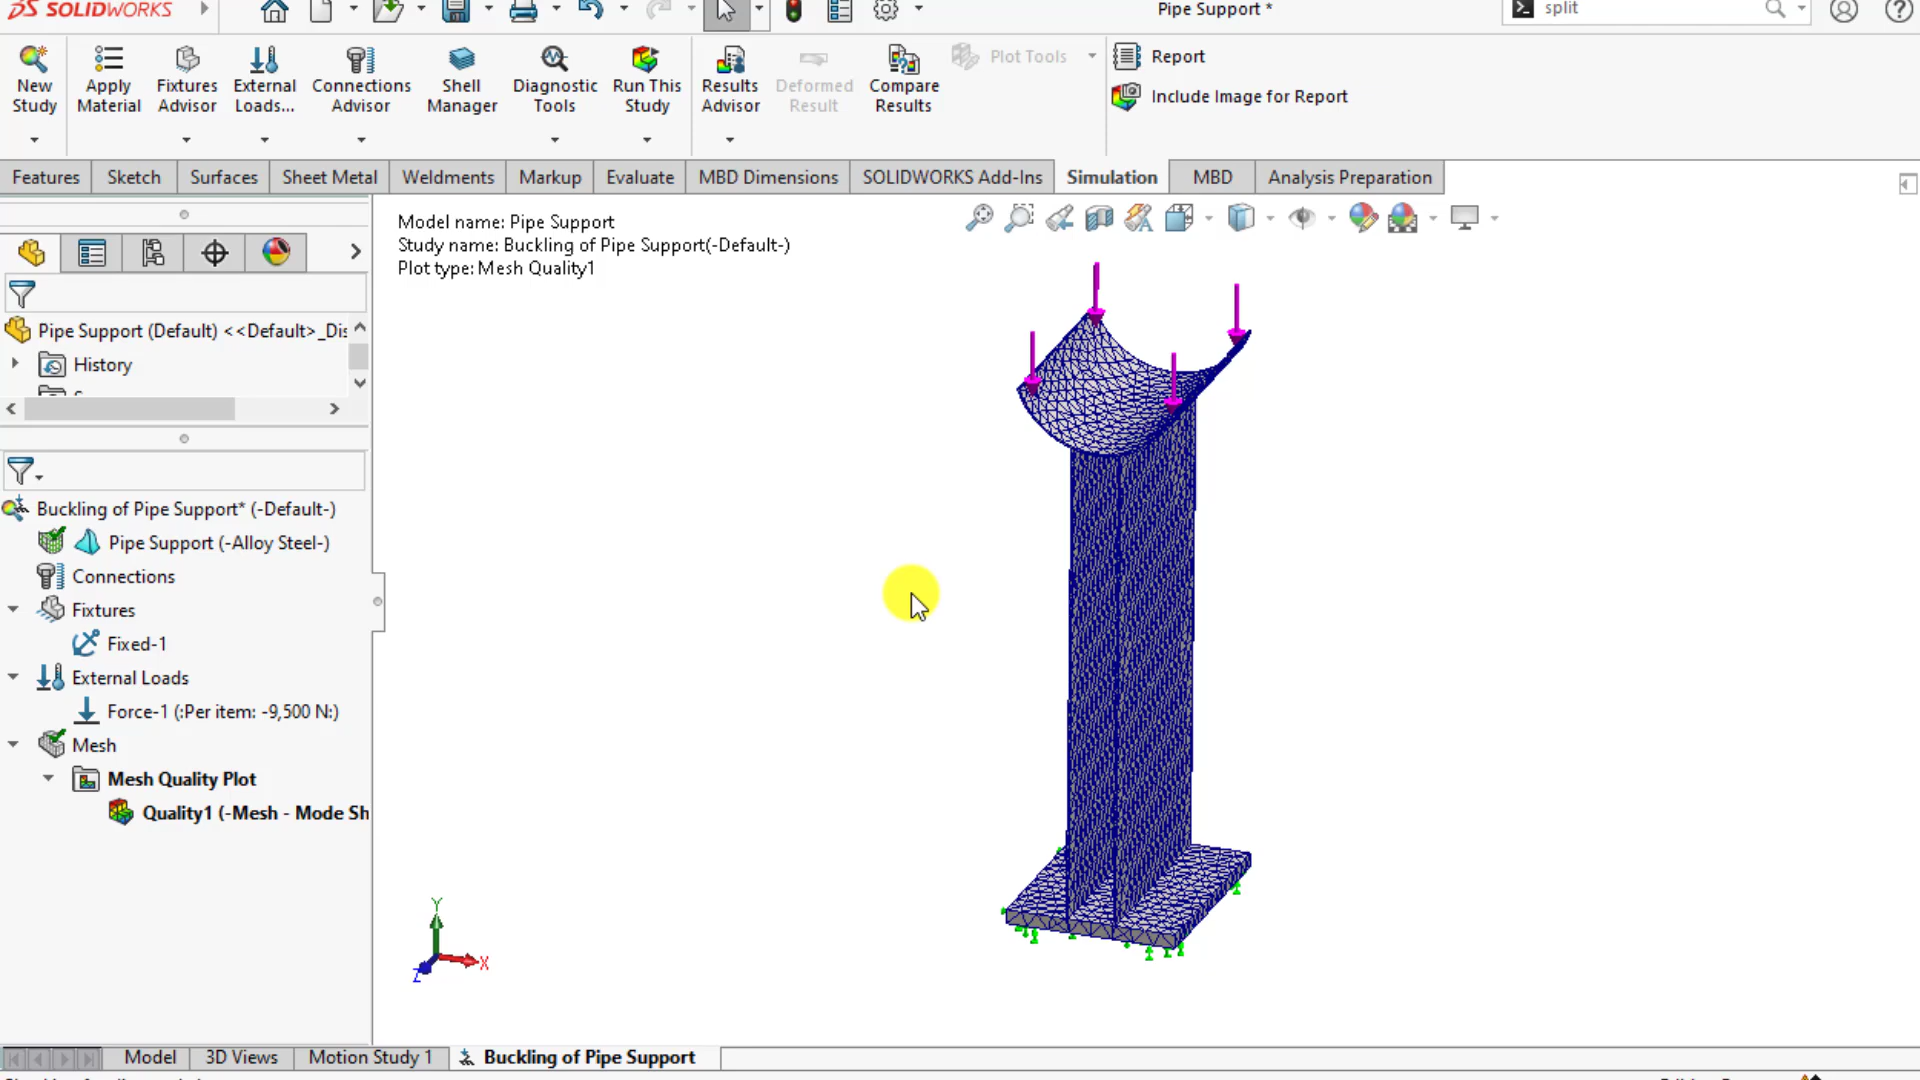 SOLIDWORKS
Pipe Support *
split
New Study
Apply Material
Fixtures Advisor
External Loads...
Connections Advisor
Shell Manager
Diagnostic Tools
Run This Study
Results Advisor
Deformed Result
Compare Results
Plot Tools
Report
Include Image for Report
Features
Sketch
Surfaces
Sheet Metal
Weldments
Markup
Evaluate
MBD Dimensions
SOLIDWORKS Add-Ins
Simulation
MBD
Analysis Preparation
Model name: Pipe Support
Study name: Buckling of Pipe Support(-Default-)
Plot type: Mesh Quality1
Pipe Support (Default) <<Default>_Dis
History
Buckling of Pipe Support* (-Default-)
Pipe Support (-Alloy Steel-)
Connections
Fixtures
Fixed-1
External Loads
Force-1 (:Per item: -9,500 N:)
Mesh
Mesh Quality Plot
Quality1 (-Mesh - Mode Sh
Y
X
Z
Model
3D Views
Motion Study 1
Buckling of Pipe Support